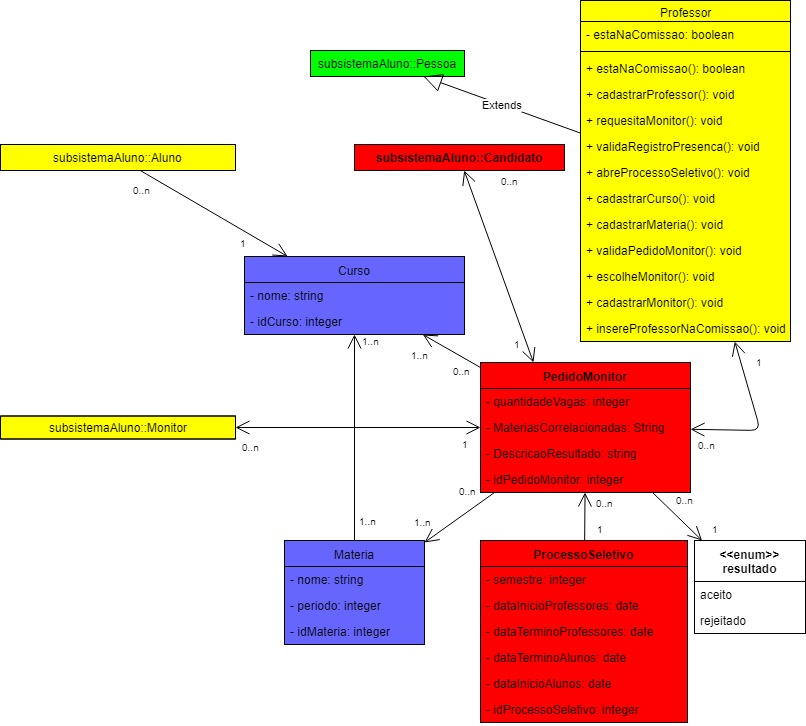 Professor
- estaNaComissao: boolean
+ estaNaComissao(): boolean
+ cadastrarProfessor(): void
+ requesitaMonitor(): void
+ validaRegistroPresenca(): void
+ abreProcessoSeletivo(): void
+ cadastrarCurso(): void
+ cadastrarMateria(): void
+ validaPedidoMonitor(): void
+ escolheMonitor(): void
+ cadastrarMonitor(): void
+ insereProfessorNaComissao(): void
subsistemaAluno::Pessoa
Extends
subsistemaAluno::Aluno
0..n
1
subsistemaAluno::Candidato
0..n
1
Curso
- nome: string
- idCurso: integer
1..n
1..n
0..n
1
PedidoMonitor
- quantidadeVagas: integer
- MateriasCorrelacionadas: String
- DescricaoResultado: string
- idPedidoMonitor: integer
0..n
subsistemaAluno::Monitor
0..n
1
0..n
1..n
1..n
0..n
1
0..n
1
Materia
- nome: string
- periodo: integer
- idMateria: integer
ProcessoSeletivo
- semestre: integer
- dataInicioProfessores: date
- dataTerminoProfessores: date
- dataTerminoAlunos: date
- dataInicioAlunos: date
- idProcessoSeletivo: integer
<<enum>>
resultado
aceito
rejeitado